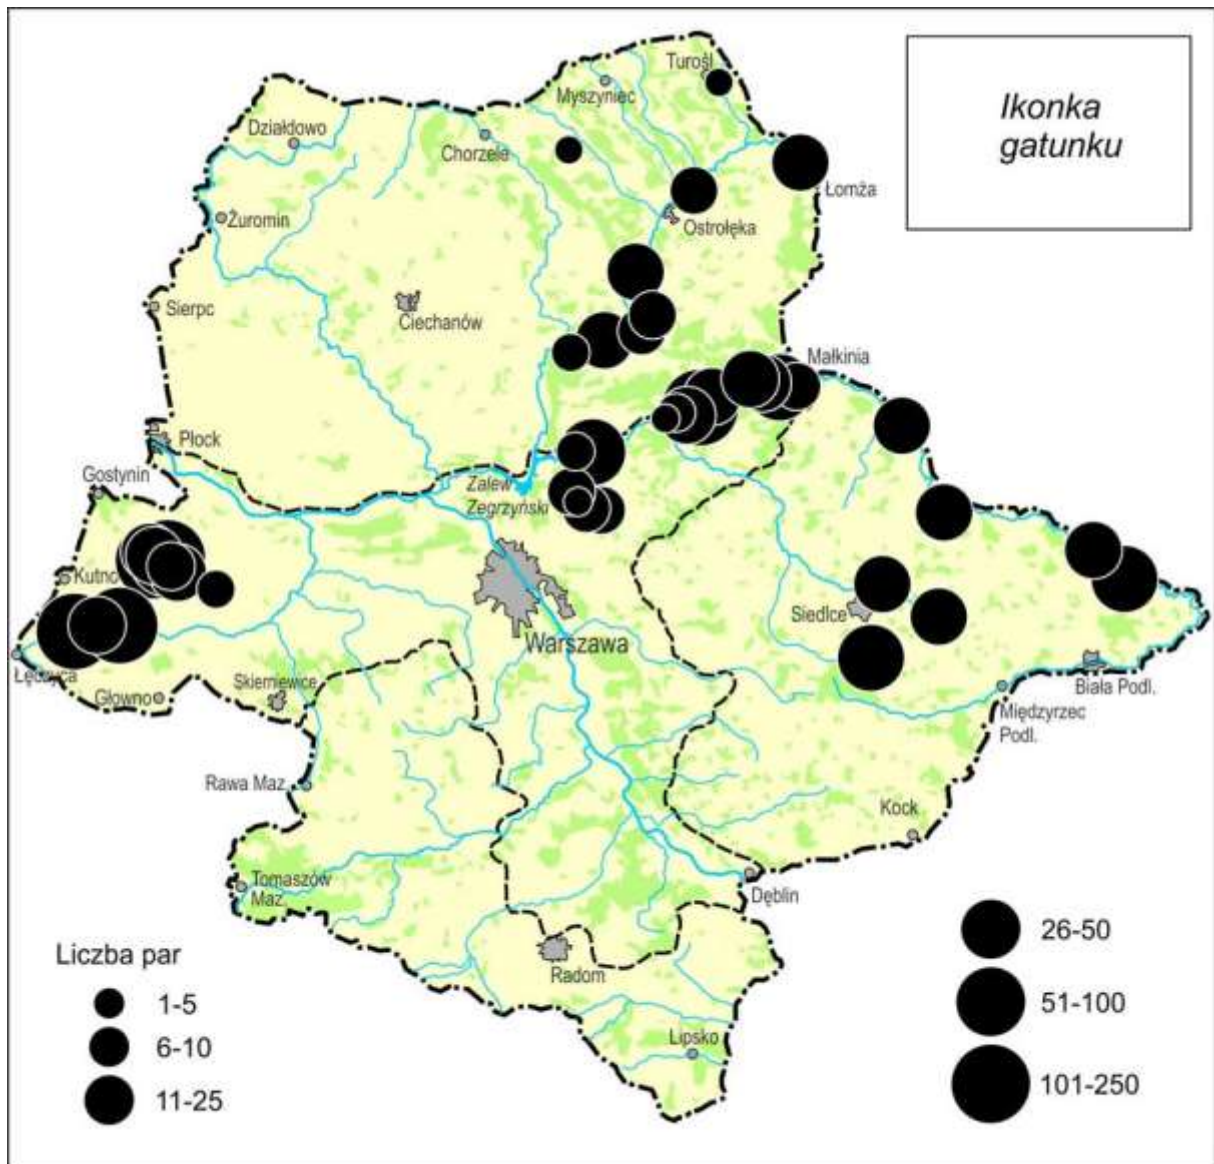 Turośl
Myszyniec
Ikonka
gatunku
Działdowo
Chorzele
Łomża
Żuromin
Ostrołęka
Sierpc
Ciechanów
Małkinia
Płock
Gostynin
Zalew
Zegrzyński
Kutno
Siedlce
Warszawa
Łęczyca
Skierniewice
Głowno
Biała Podl.
Międzyrzec
Podl.
Rawa Maz.
Kock
Tomaszów
Maz.
Dęblin
Liczba par
Radom
Lipsko
1-5
6-10
11-25
26-50
51-100
101-250